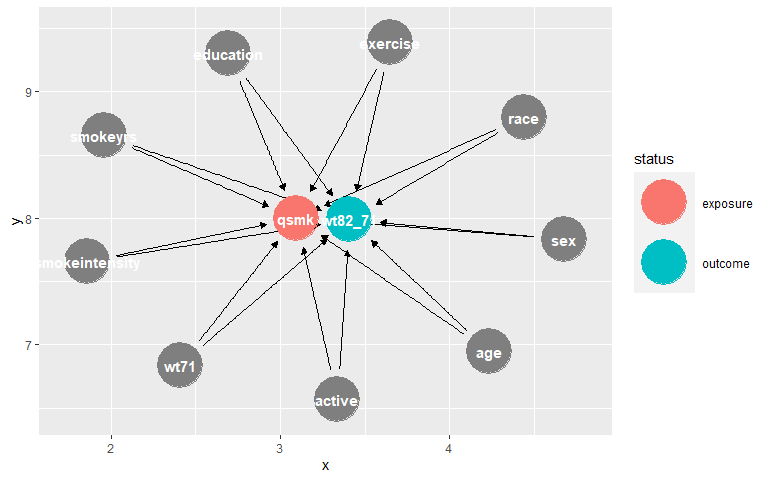 exercise
education
9
race
smokeyrs
status
exposure
outcome
y
8
qsmk
wt82_7
sex
smokeintensity
7
wt71
age
active
2
3
4
x